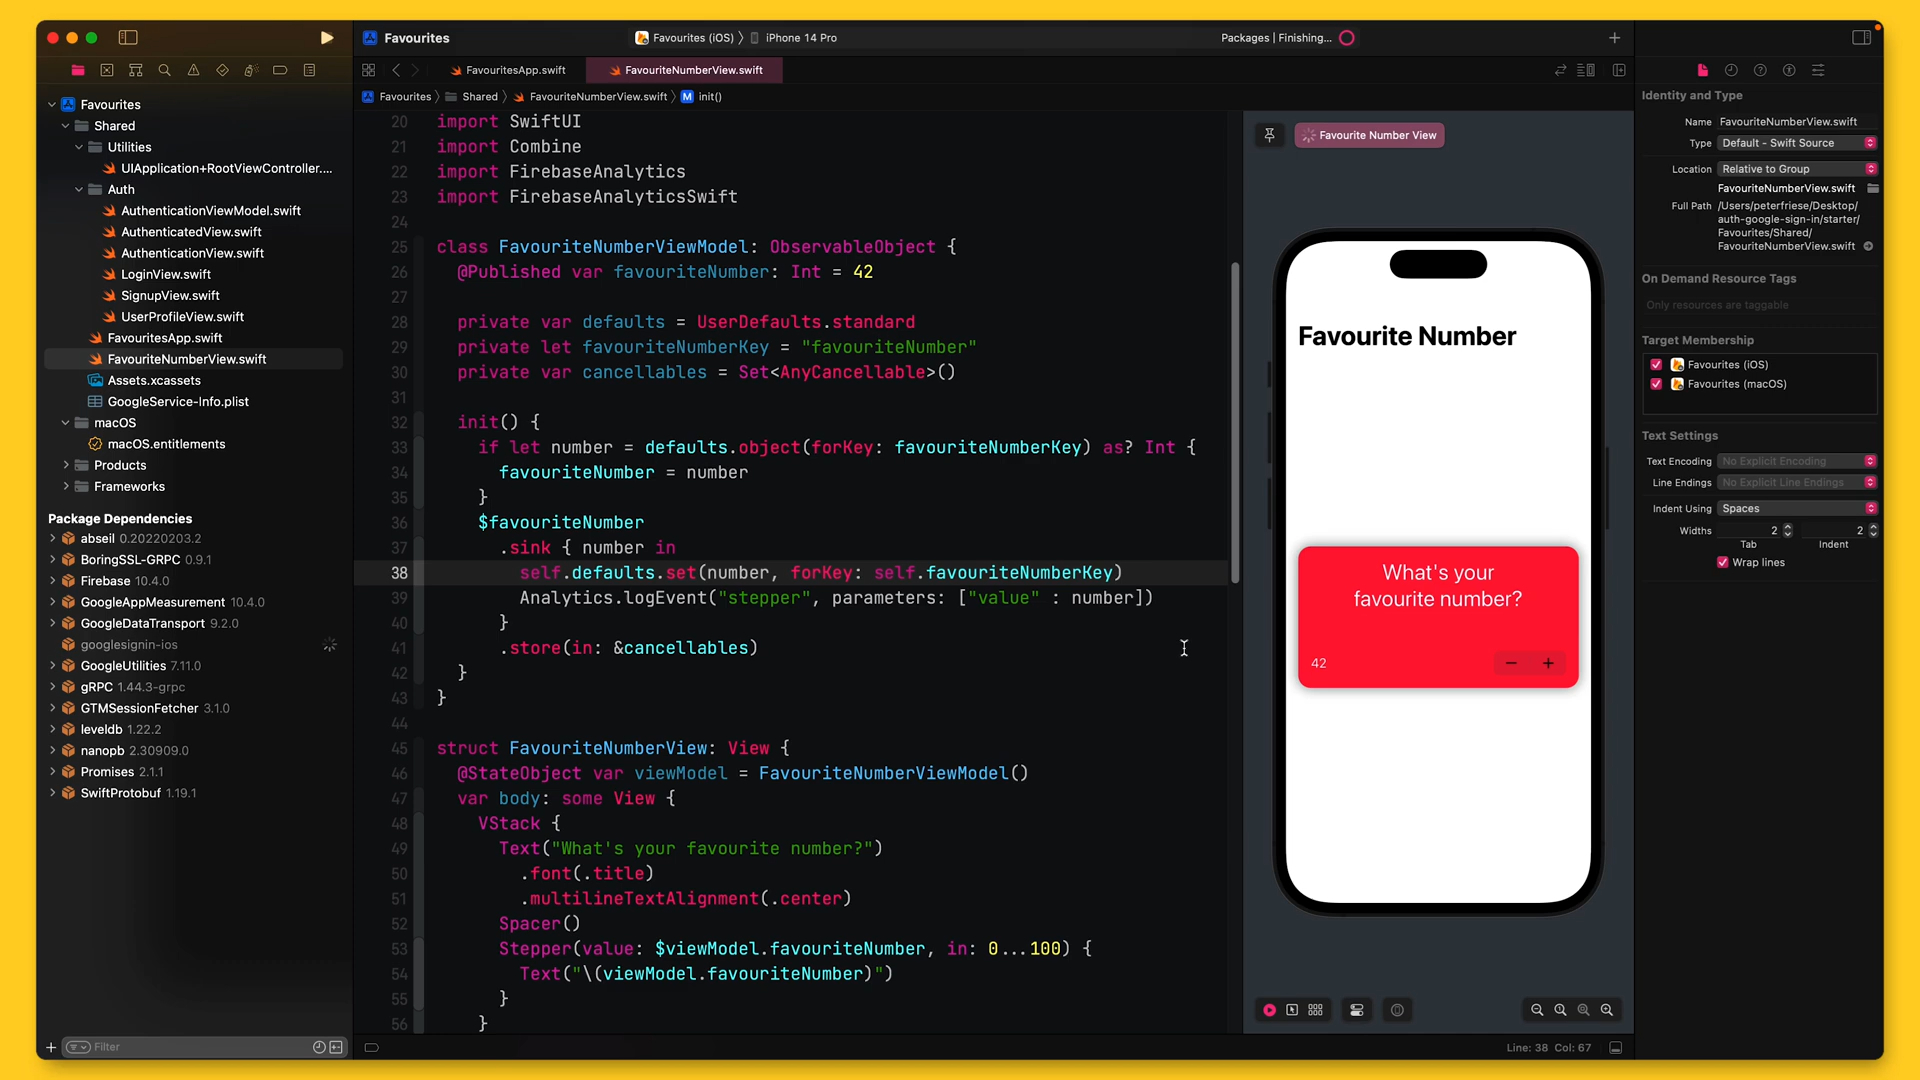 Favourites
Favourites (iOS) 〉 iPhone 14 Pro
Packages | Finishing...
FavouritesApp.swift
FavouriteNumberView.swift
Favourites 〉 Shared 〉 FavouriteNumberView.swift 〉 M init()
Favourites
Shared
Utilities
UIApplication+RootViewController....
Auth
AuthenticationViewModel.swift
AuthenticatedView.swift
AuthenticationView.swift
LoginView.swift
SignupView.swift
UserProfileView.swift
FavouritesApp.swift
FavouriteNumberView.swift
Assets.xcassets
GoogleService-Info.plist
macOS
macOS.entitlements
Products
Frameworks
Package Dependencies
abseil 0.20220203.2
BoringSSL-GRPC 0.9.1
Firebase 10.4.0
GoogleAppMeasurement 10.4.0
GoogleDataTransport 9.2.0
googlesignin-ios
GoogleUtilities 7.11.0
gRPC 1.44.3-grpc
GTMSessionFetcher 3.1.0
leveldb 1.22.2
nanopb 2.30909.0
Promises 2.1.1
SwiftProtobuf 1.19.1
Filter
20 import SwiftUI
21 import Combine
22 import FirebaseAnalytics
23 import FirebaseAnalyticsSwift
24
25 class FavouriteNumberViewModel: ObservableObject {
26 @Published var favouriteNumber: Int = 42
27
28 private var defaults = UserDefaults.standard
29 private let favouriteNumberKey = "favouriteNumber"
30 private var cancellables = Set<AnyCancellable>()
31
32 init() {
33 if let number = defaults.object(forKey: favouriteNumberKey) as? Int {
34 favouriteNumber = number
35 }
36 $favouriteNumber
37 .sink { number in
38 self.defaults.set(number, forKey: self.favouriteNumberKey)
39 Analytics.logEvent("stepper", parameters: ["value" : number])
40 }
41 .store(in: &cancellables)
42 }
43 }
44
45 struct FavouriteNumberView: View {
46 @StateObject var viewModel = FavouriteNumberViewModel()
47 var body: some View {
48 VStack {
49 Text("What's your favourite number?")
50 .font(.title)
51 .multilineTextAlignment(.center)
52 Spacer()
53 Stepper(value: $viewModel.favouriteNumber, in: 0...100) {
54 Text("\(viewModel.favouriteNumber)")
55 }
56 }
Favourite Number View
Favourite Number
What's your
favourite number?
42 − +
Line: 38 Col: 67
Identity and Type
Name FavouriteNumberView.swift
Type Default - Swift Source
Location Relative to Group
FavouriteNumberView.swift
Full Path /Users/peterfriese/Desktop/
auth-google-sign-in/starter/
Favourites/Shared/
FavouriteNumberView.swift
On Demand Resource Tags
Only resources are taggable
Target Membership
Favourites (iOS)
Favourites (macOS)
Text Settings
Text Encoding No Explicit Encoding
Line Endings No Explicit Line Endings
Indent Using Spaces
Widths 2 2
Tab Indent
Wrap lines